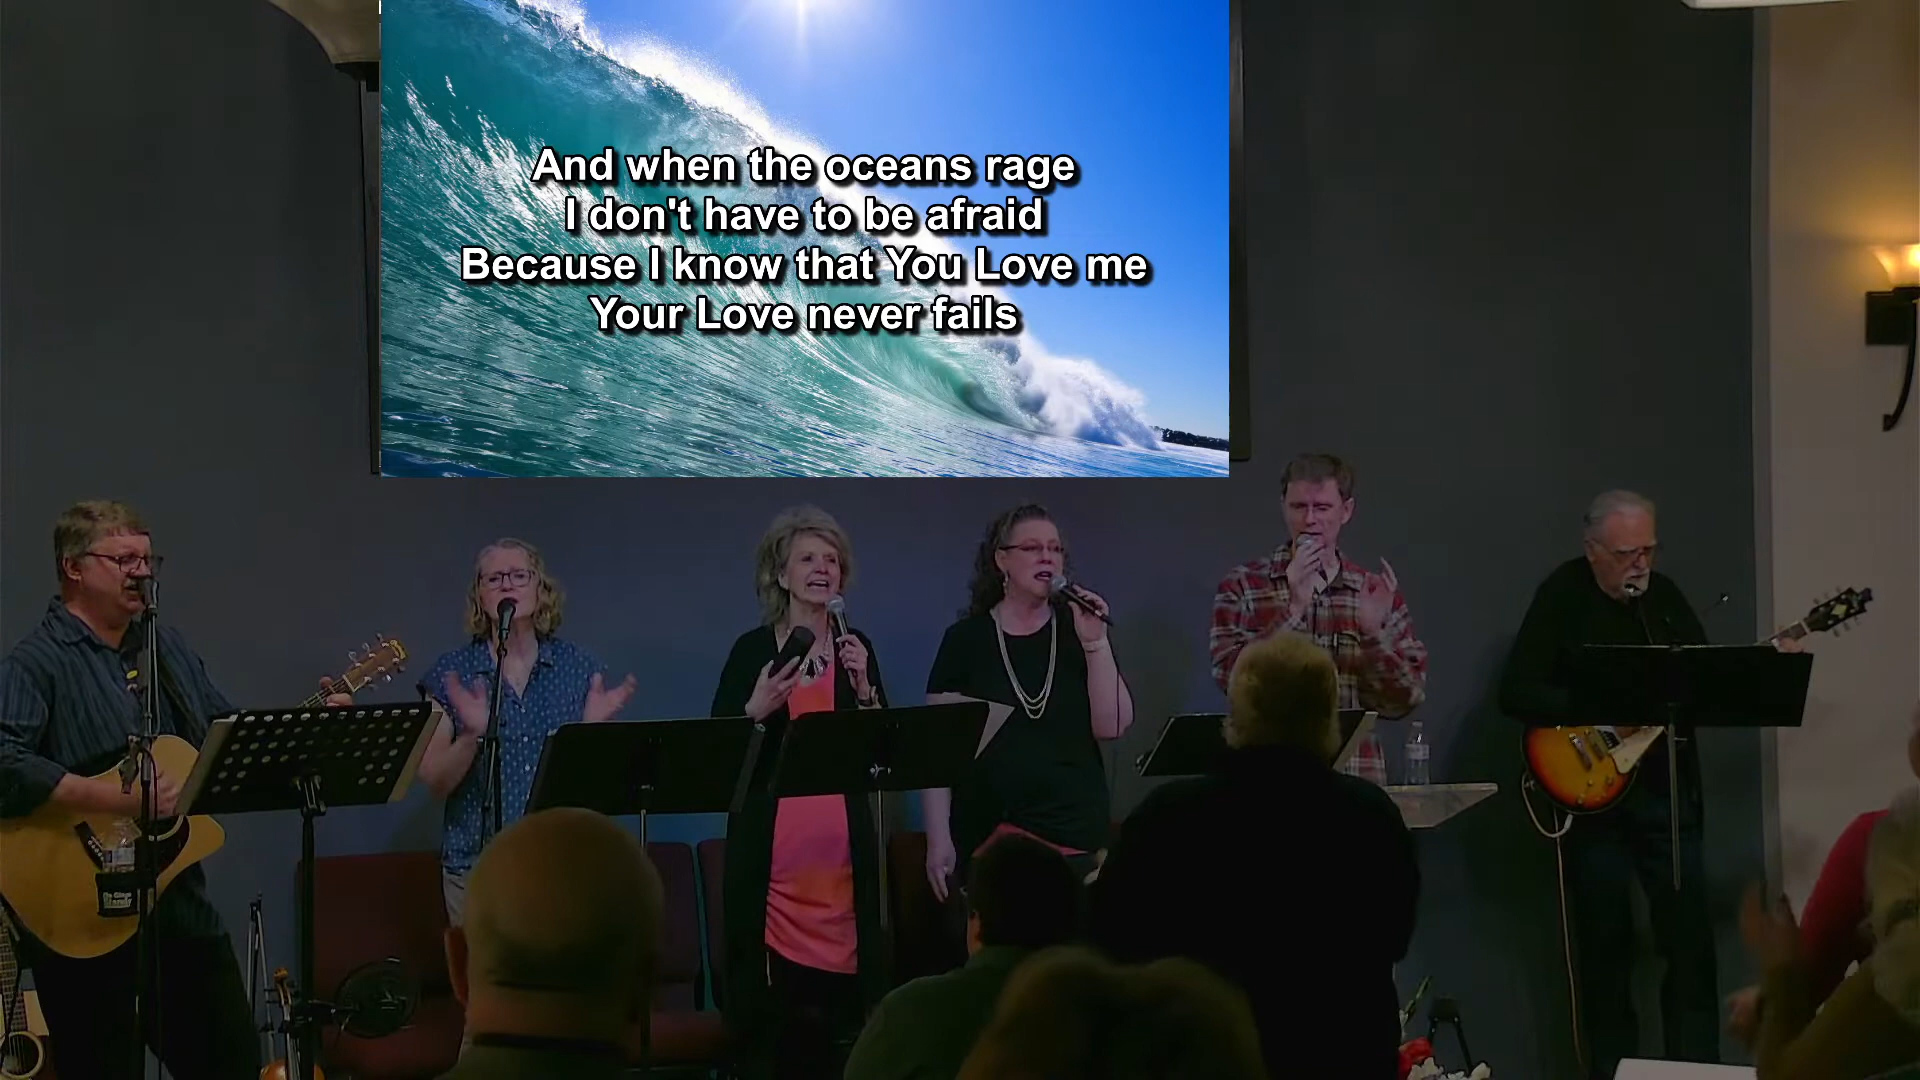 And when the oceans rage
I don't have to be afraid
Because I know that You Love me
Your Love never fails